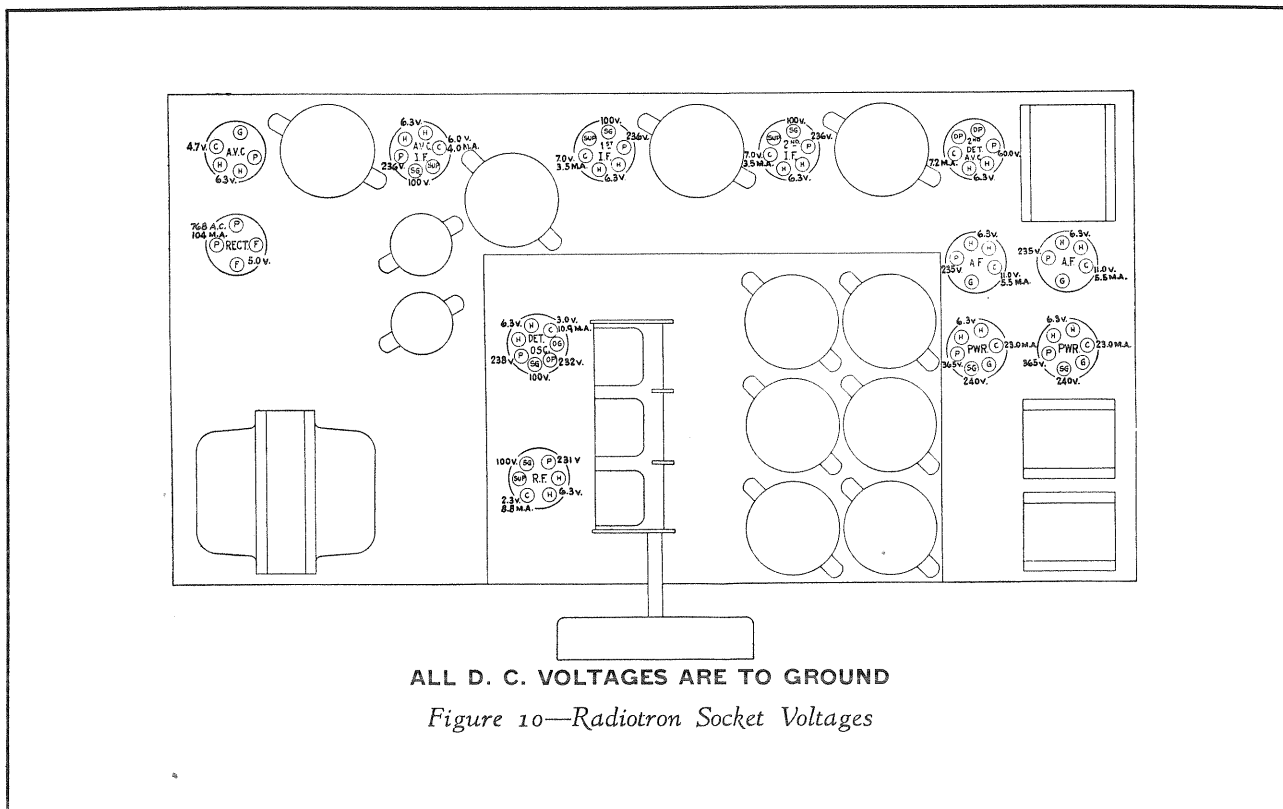 G
4.7V. C A.V.C. P
H H
6.3V.
6.3V.
H H 6.0V.
A.V.C. C 4.0 M.A.
P I.F.
236V. SG SUP
100V.
100V.
SUP SG 236V.
1ST P
7.0V. C I.F.
3.5 M.A. H H
6.3V.
100V.
SUP SG 236V.
2ND P
7.0V. C I.F.
3.5 M.A. H H
6.3V.
DP DP
2ND P
C DET. 60.0V.
7.2 M.A. A.V.C.
H H
6.3V.
768 A.C. P
104 M.A.
P RECT. F
F 5.0V.
6.3V.
H H
P A.F. C
235V. 11.0V.
G 5.5 M.A.
6.3V.
235V. H H
P A.F. C 11.0V.
G 5.5 M.A.
6.3V. H 3.0V.
C 10.9 M.A.
H DET. OG
OSC.
238V. P SG OP 232V.
100V.
6.3V.
H H
PWR. C 23.0 M.A.
P
365V. SG G
240V.
6.3V.
H H
PWR. C 23.0 M.A.
P
365V. SG G
240V.
100V. SG P 231V
SUP R.F. H
2.3V. C H 6.3V.
8.8 M.A.
ALL D. C. VOLTAGES ARE TO GROUND
Figure 10—Radiotron Socket Voltages